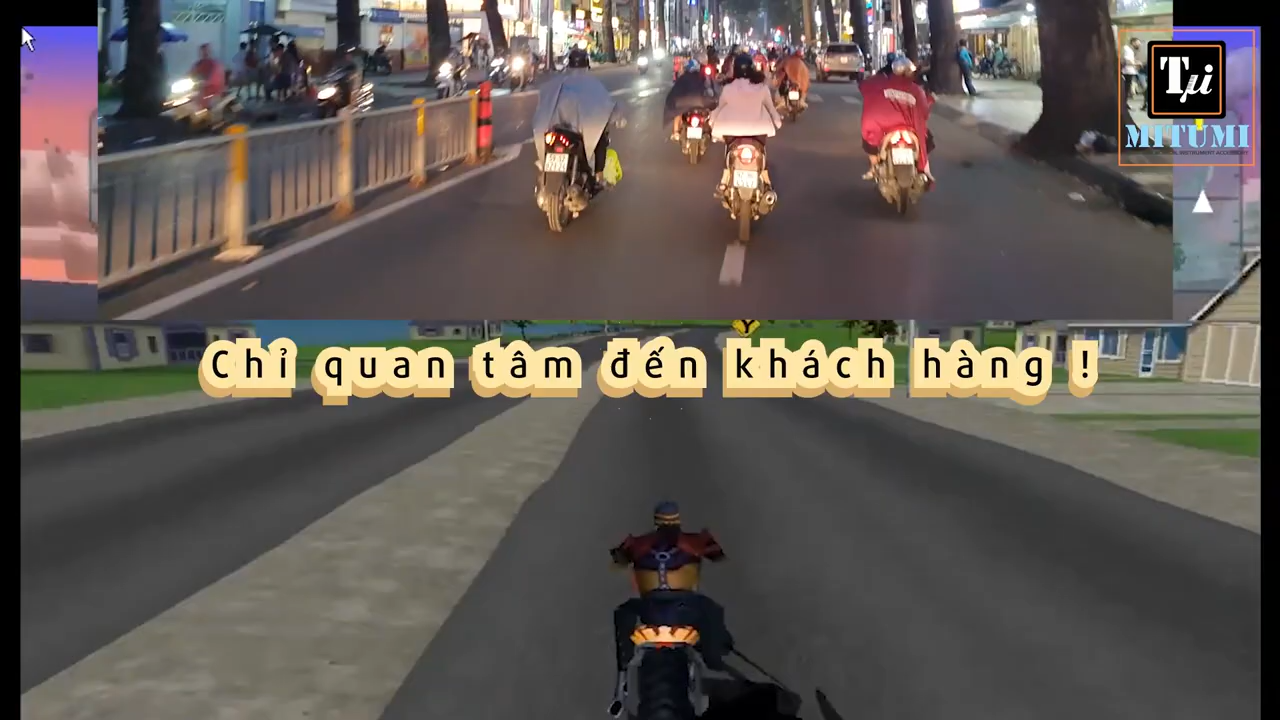 Tµi
MITUMI
Chỉ quan tâm đến khách hàng !